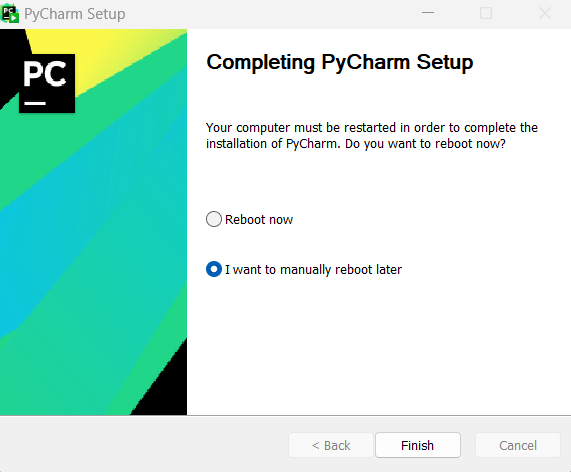 PyCharm Setup
PC
Completing PyCharm Setup
Your computer must be restarted in order to complete the
installation of PyCharm. Do you want to reboot now?
Reboot now
I want to manually reboot later
< Back
Finish
Cancel